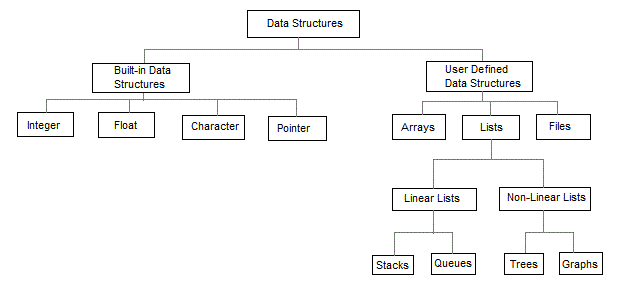 Data Structures
Built-in Data
Structures
User Defined
Data Structures
Integer
Float
Character
Pointer
Arrays
Lists
Files
Linear Lists
Non-Linear Lists
Stacks
Queues
Trees
Graphs